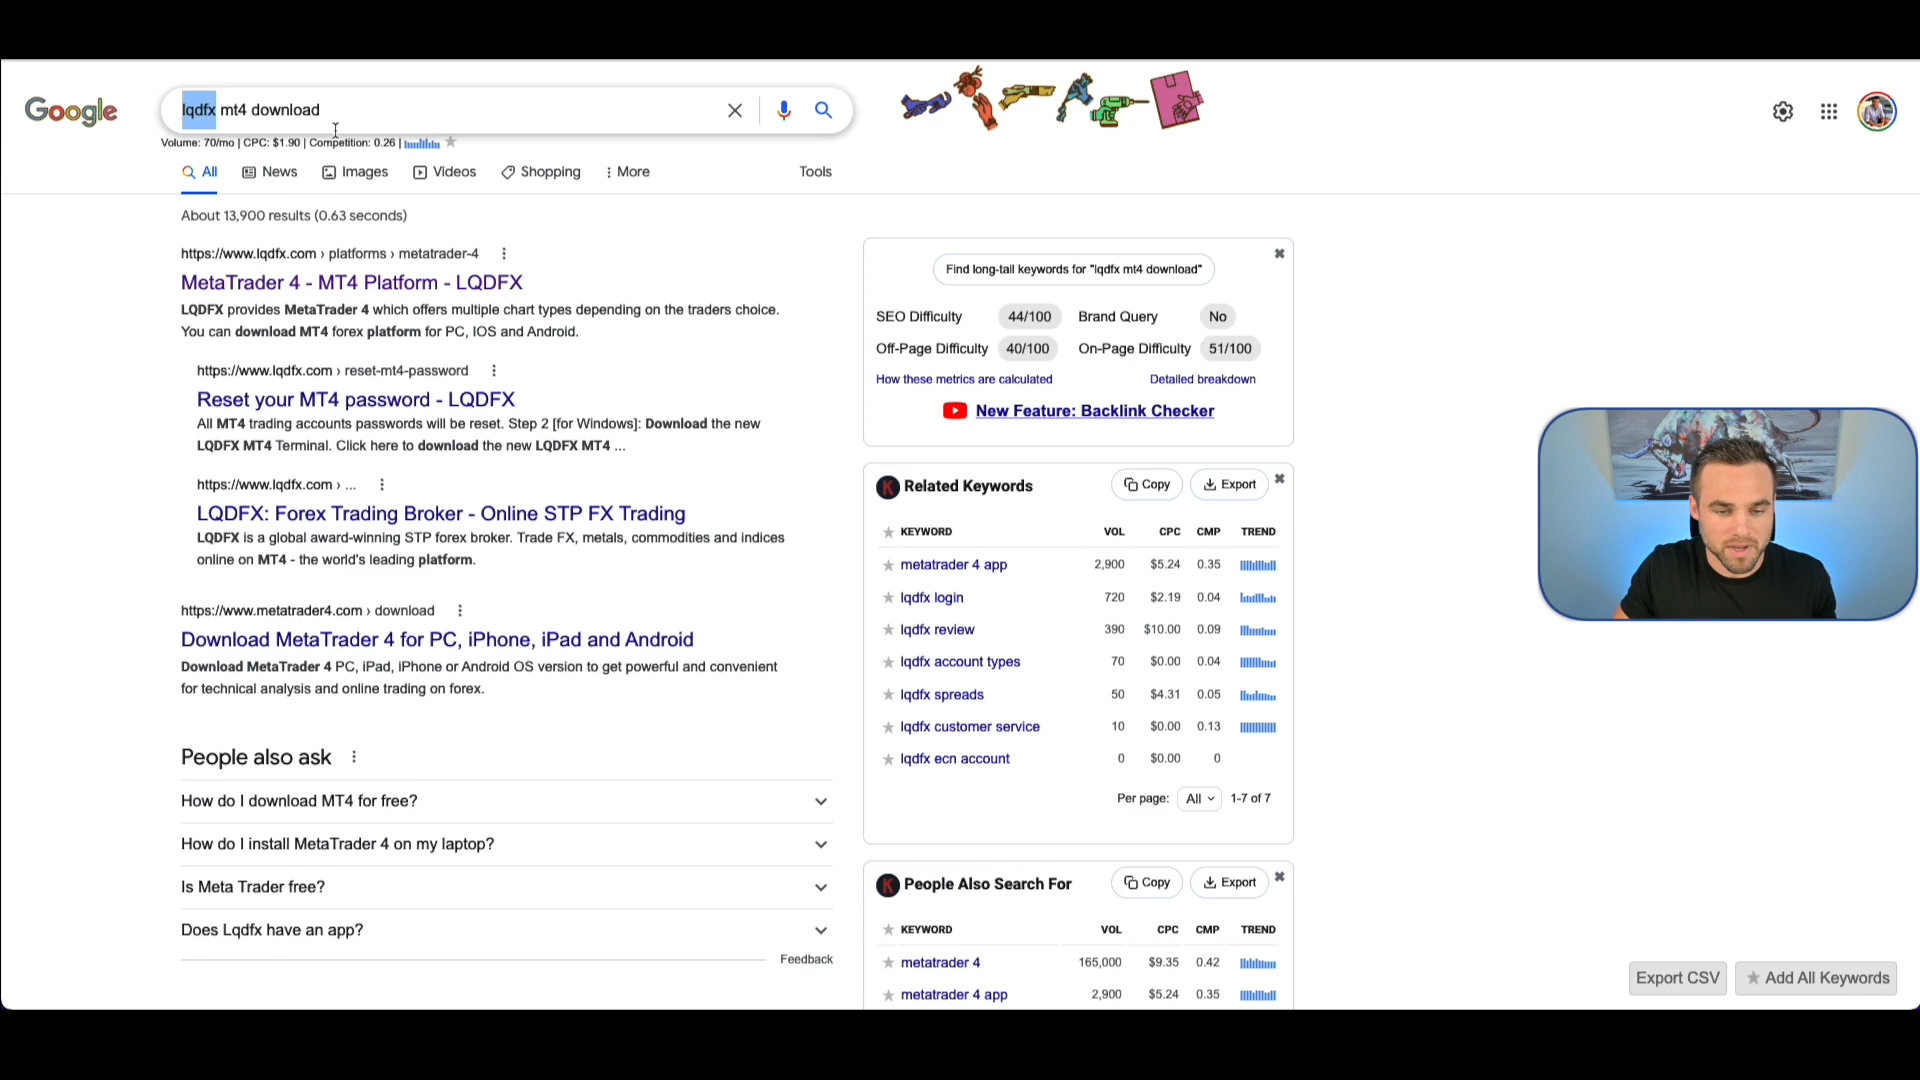 Google
lqdfx mt4 download
Volume: 70/mo | CPC: $1.90 | Competition: 0.26 |
All
News
Images
Videos
Shopping
More
Tools
About 13,900 results (0.63 seconds)
https://www.lqdfx.com › platforms › metatrader-4
MetaTrader 4 - MT4 Platform - LQDFX
LQDFX provides MetaTrader 4 which offers multiple chart types depending on the traders choice.
You can download MT4 forex platform for PC, IOS and Android.
https://www.lqdfx.com › reset-mt4-password
Reset your MT4 password - LQDFX
All MT4 trading accounts passwords will be reset. Step 2 [for Windows]: Download the new
LQDFX MT4 Terminal. Click here to download the new LQDFX MT4 ...
https://www.lqdfx.com › ...
LQDFX: Forex Trading Broker - Online STP FX Trading
LQDFX is a global award-winning STP forex broker. Trade FX, metals, commodities and indices
online on MT4 - the world's leading platform.
https://www.metatrader4.com › download
Download MetaTrader 4 for PC, iPhone, iPad and Android
Download MetaTrader 4 PC, iPad, iPhone or Android OS version to get powerful and convenient
for technical analysis and online trading on forex.
People also ask
How do I download MT4 for free?
How do I install MetaTrader 4 on my laptop?
Is Meta Trader free?
Does Lqdfx have an app?
Feedback
Find long-tail keywords for "lqdfx mt4 download"
SEO Difficulty 44/100 Brand Query No
Off-Page Difficulty 40/100 On-Page Difficulty 51/100
How these metrics are calculated Detailed breakdown
New Feature: Backlink Checker
K Related Keywords Copy Export
KEYWORD VOL CPC CMP TREND
metatrader 4 app 2,900 $5.24 0.35
lqdfx login 720 $2.19 0.04
lqdfx review 390 $10.00 0.09
lqdfx account types 70 $0.00 0.04
lqdfx spreads 50 $4.31 0.05
lqdfx customer service 10 $0.00 0.13
lqdfx ecn account 0 $0.00 0
Per page: All 1-7 of 7
K People Also Search For Copy Export
KEYWORD VOL CPC CMP TREND
metatrader 4 165,000 $9.35 0.42
metatrader 4 app 2,900 $5.24 0.35
Export CSV
Add All Keywords